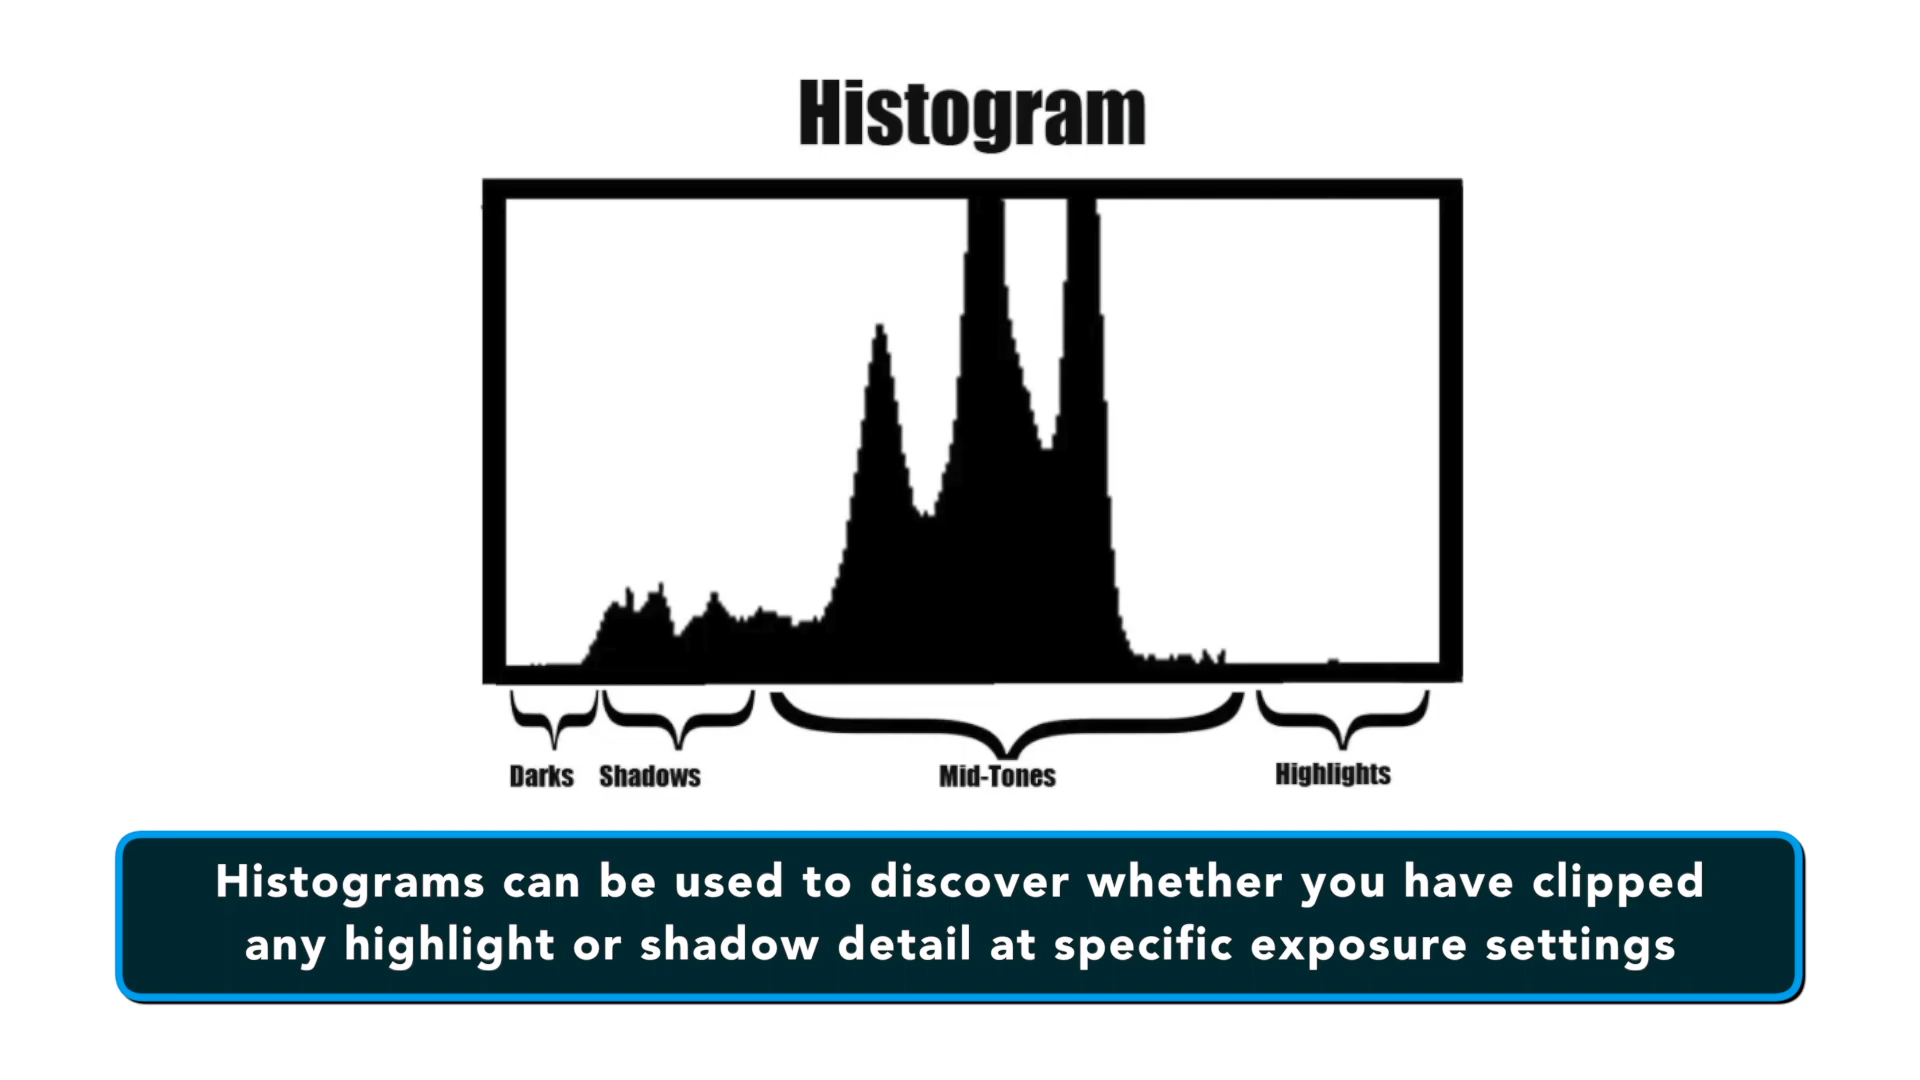 Histogram
Darks Shadows Mid-Tones Highlights
Histograms can be used to discover whether you have clipped
any highlight or shadow detail at specific exposure settings